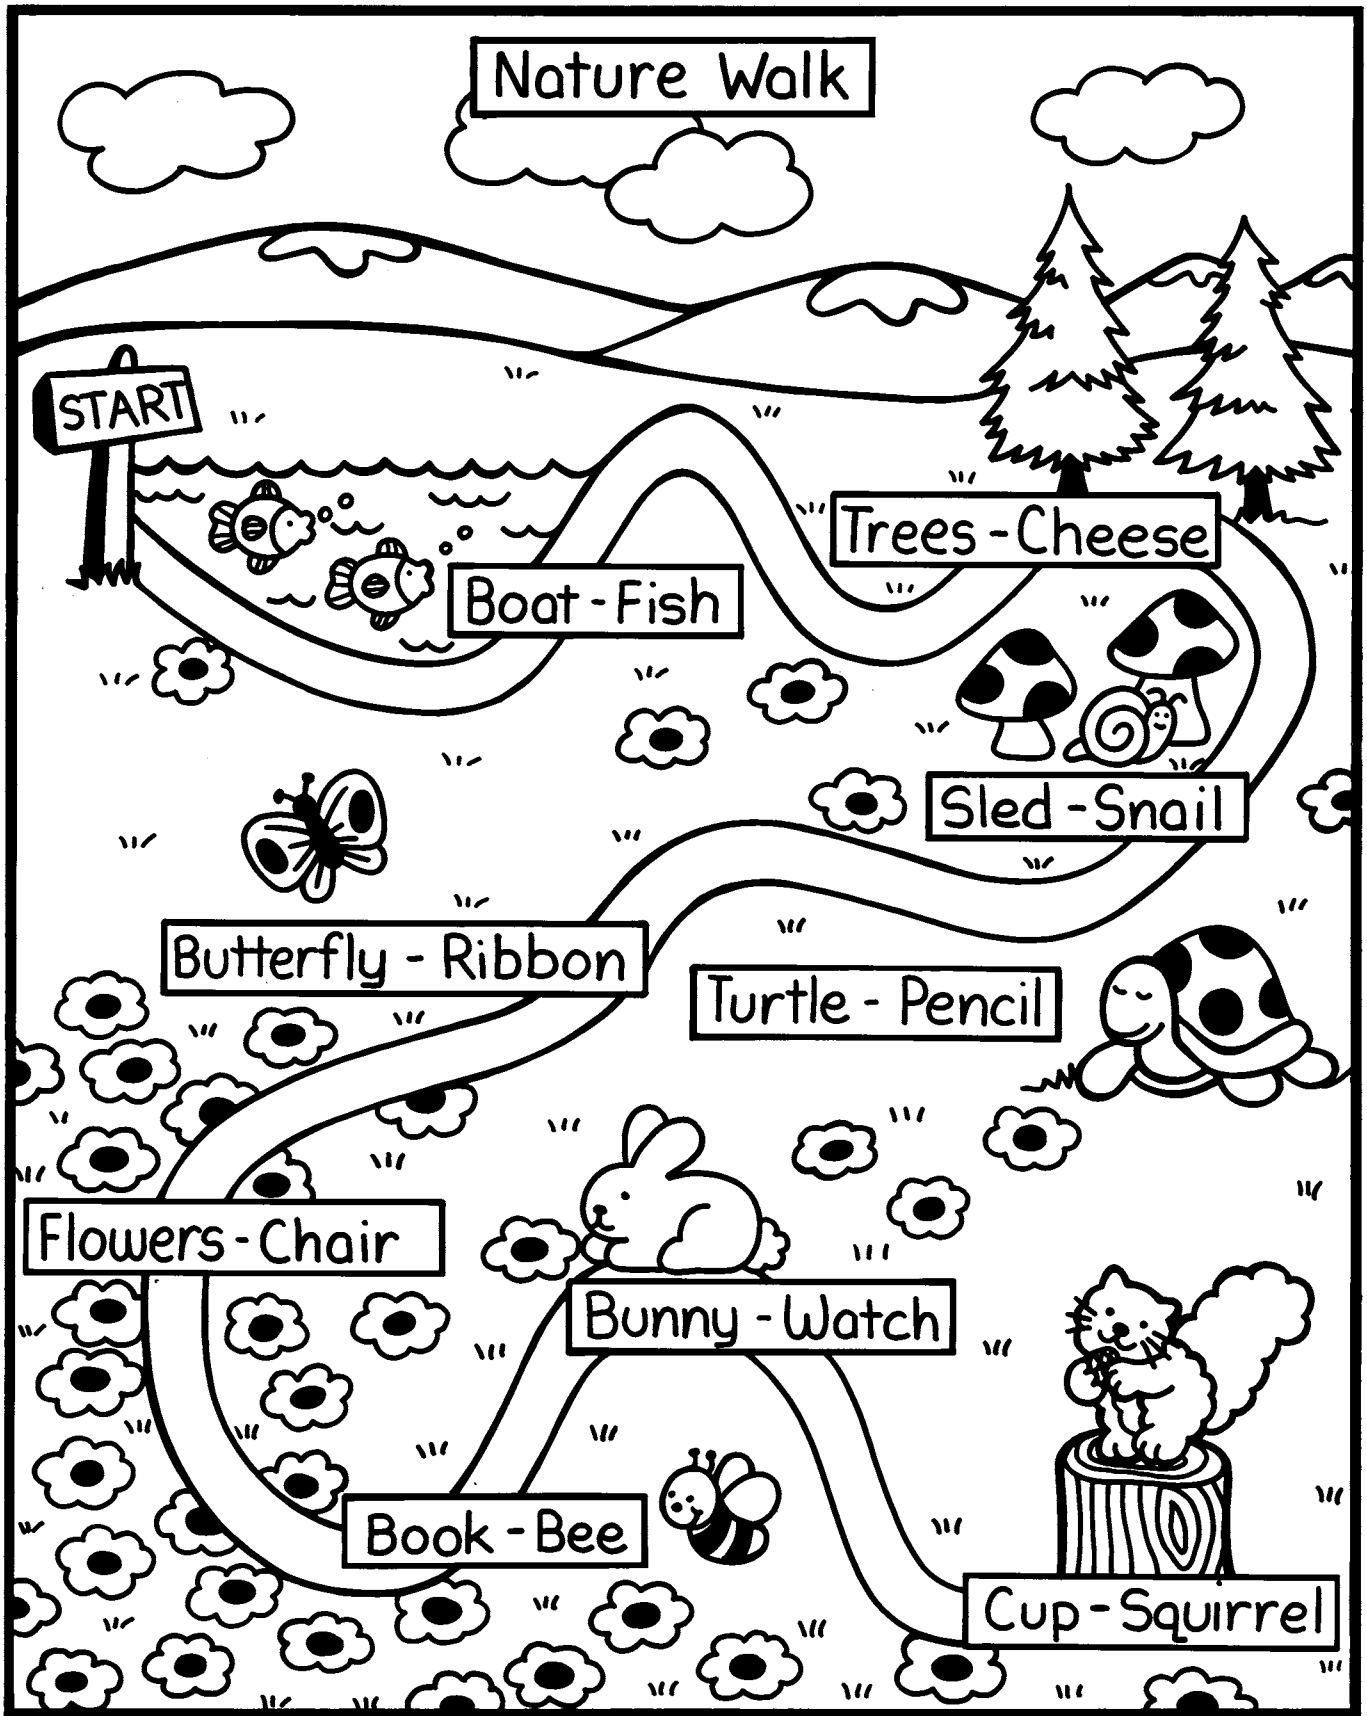 Nature Walk
START
Trees - Cheese
Boat - Fish
Sled - Snail
Butterfly - Ribbon
Turtle - Pencil
Flowers - Chair
Bunny - Watch
Book - Bee
Cup - Squirrel